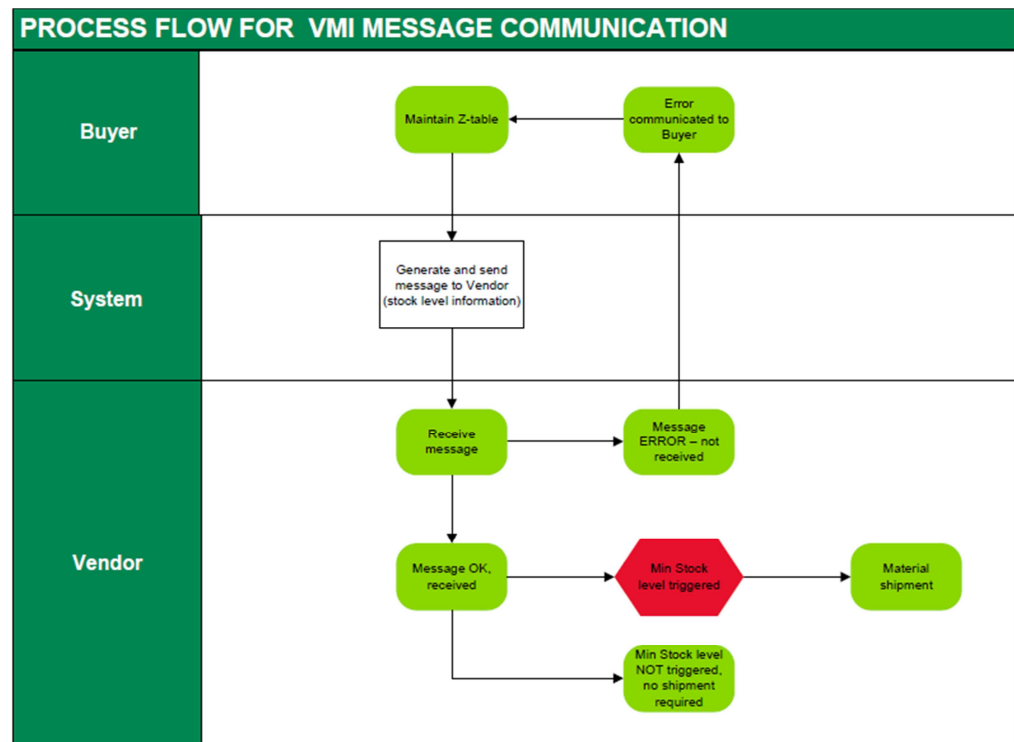 PROCESS FLOW FOR  VMI MESSAGE COMMUNICATION
Buyer
Maintain Z-table
Error
communicated to
Buyer
System
Generate and send
message to Vendor
(stock level information)
Vendor
Receive
message
Message
ERROR – not
received
Message OK,
received
Min Stock
level triggered
Material
shipment
Min Stock level
NOT triggered,
no shipment
required